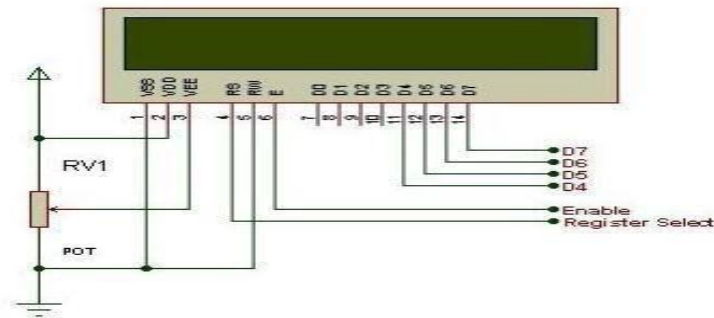 VSS VDD VEE RS RW E D0 D1 D2 D3 D4 D5 D6 D7
1 2 3 4 5 6 7 8 9 10 11 12 13 14
RV1
POT
D7
D6
D5
D4
Enable
Register Select